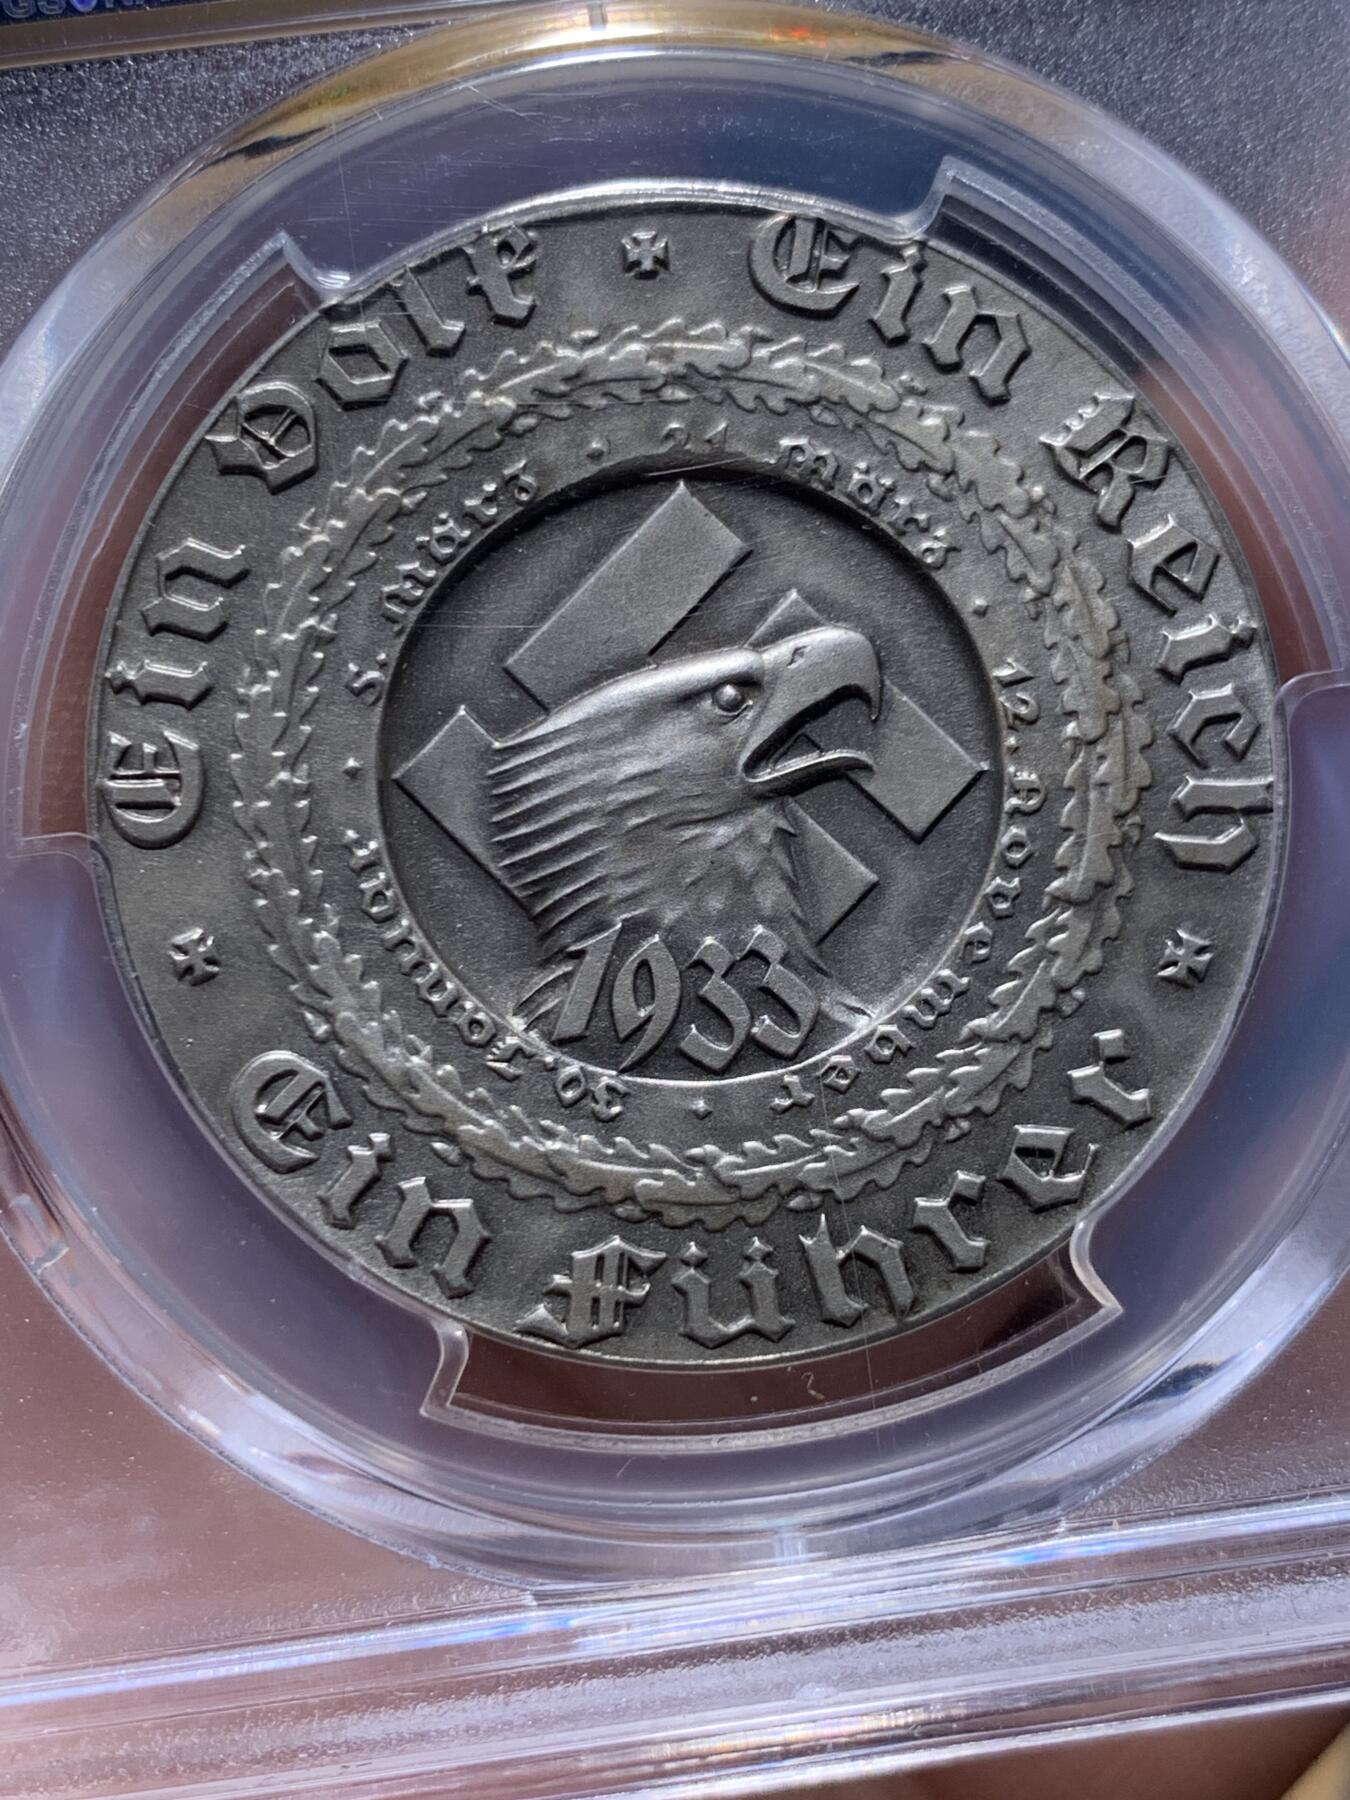 Ein Volk
Ein Reich
Ein Führer
30. Januar
5. März
21. März
12. November
1933